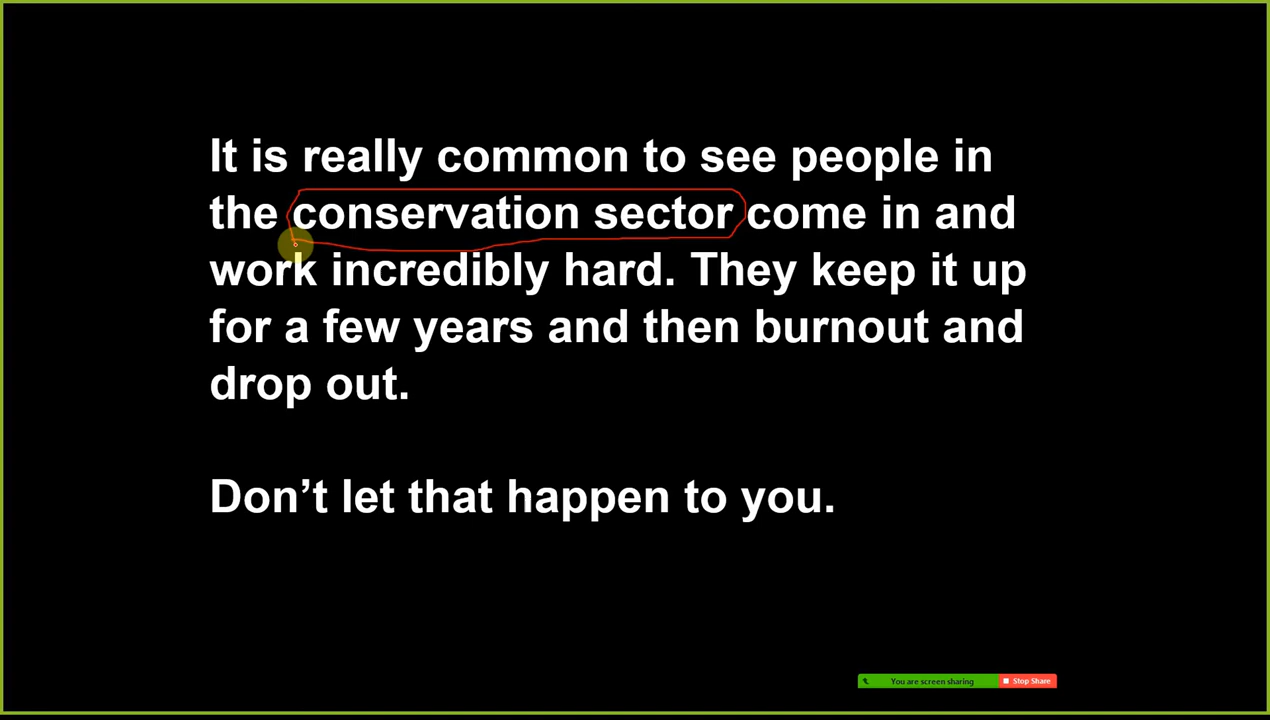 It is really common to see people in
the conservation sector come in and
work incredibly hard. They keep it up
for a few years and then burnout and
drop out.
Don’t let that happen to you.
You are screen sharing
Stop Share